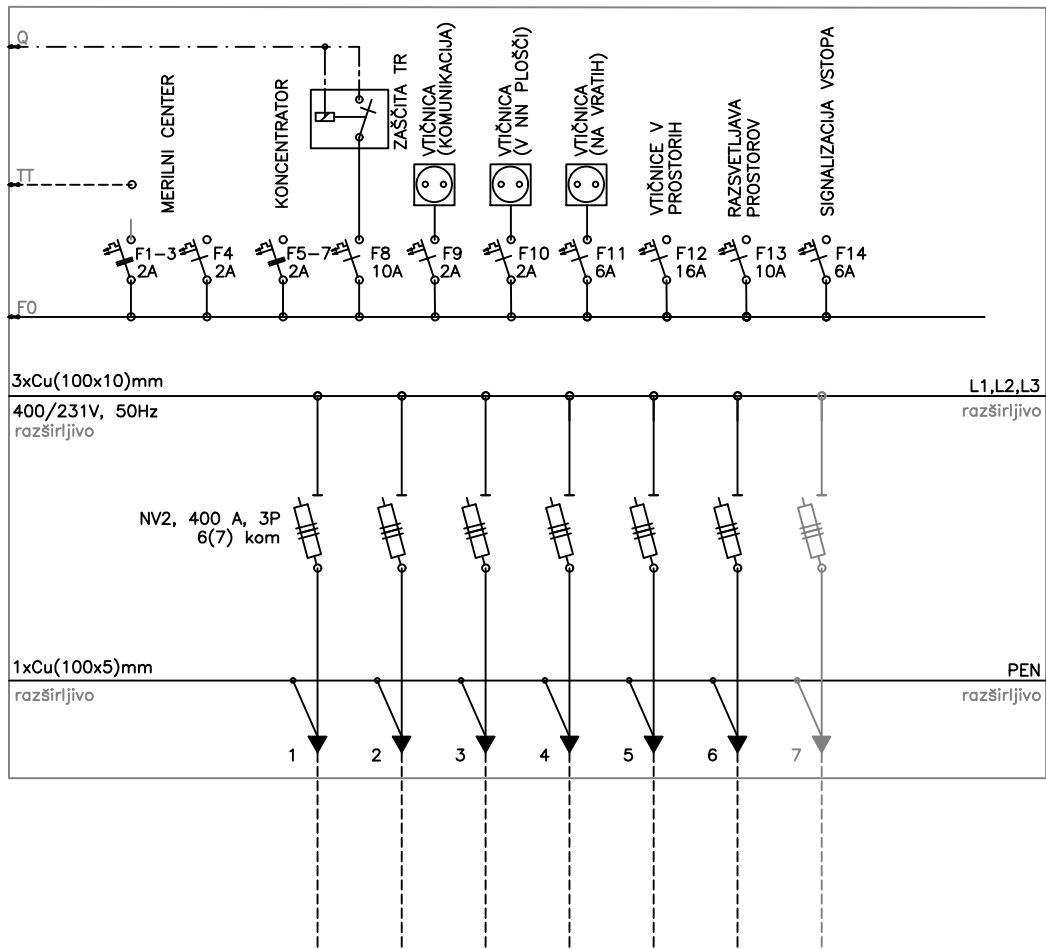 Q
MERILNI CENTER
KONCENTRATOR
ZAŠČITA TR
VTIČNICA
(KOMUNIKACIJA)
VTIČNICA
(V NN PLOŠČI)
VTIČNICA
(NA VRATIH)
VTIČNICE V
PROSTORIH
RAZSVETLJAVA
PROSTOROV
SIGNALIZACIJA VSTOPA
TT
F1-3
2A
F4
2A
F5-7
2A
F8
10A
F9
2A
F10
2A
F11
6A
F12
16A
F13
10A
F14
6A
F0
3xCu(100x10)mm
L1,L2,L3
400/231V, 50Hz
razširljivo
razširljivo
NV2, 400 A, 3P
6(7) kom
1xCu(100x5)mm
PEN
razširljivo
razširljivo
1
2
3
4
5
6
7